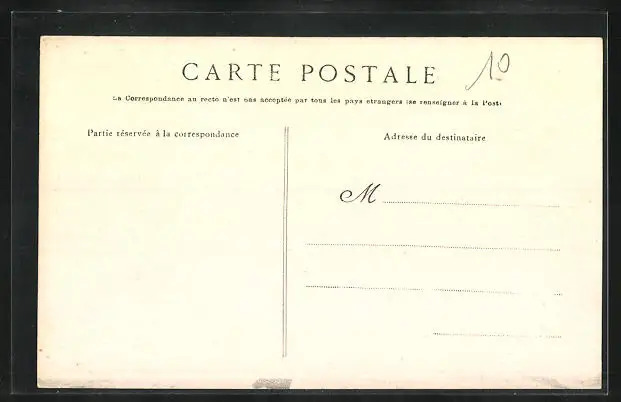 CARTE POSTALE
10
La Correspondance au recto n'est pas acceptée par tous les pays etrangers (se renseigner à la Poste
Partie réservée à la correspondance
Adresse du destinataire
M